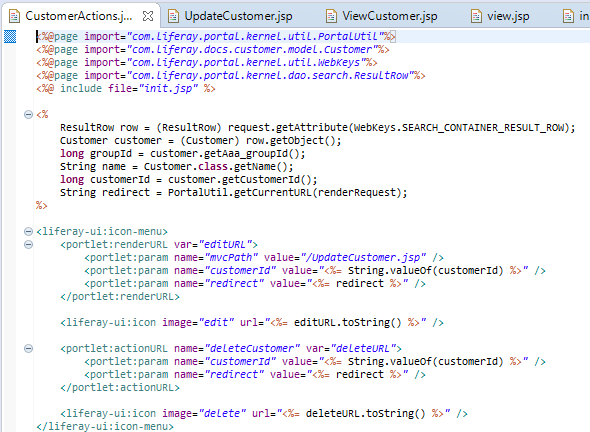 CustomerActions.j... UpdateCustomer.jsp ViewCustomer.jsp view.jsp in
<%@page import="com.liferay.portal.kernel.util.PortalUtil"%>
<%@page import="com.liferay.docs.customer.model.Customer"%>
<%@page import="com.liferay.portal.kernel.util.WebKeys"%>
<%@page import="com.liferay.portal.kernel.dao.search.ResultRow"%>
<%@ include file="init.jsp" %>
<%
ResultRow row = (ResultRow) request.getAttribute(WebKeys.SEARCH_CONTAINER_RESULT_ROW);
Customer customer = (Customer) row.getObject();
long groupId = customer.getAaa_groupId();
String name = Customer.class.getName();
long customerId = customer.getCustomerId();
String redirect = PortalUtil.getCurrentURL(renderRequest);
%>
<liferay-ui:icon-menu>
<portlet:renderURL var="editURL">
<portlet:param name="mvcPath" value="/UpdateCustomer.jsp" />
<portlet:param name="customerId" value="<%= String.valueOf(customerId) %>" />
<portlet:param name="redirect" value="<%= redirect %>" />
</portlet:renderURL>
<liferay-ui:icon image="edit" url="<%= editURL.toString() %>" />
<portlet:actionURL name="deleteCustomer" var="deleteURL">
<portlet:param name="customerId" value="<%= String.valueOf(customerId) %>" />
<portlet:param name="redirect" value="<%= redirect %>" />
</portlet:actionURL>
<liferay-ui:icon image="delete" url="<%= deleteURL.toString() %>" />
</liferay-ui:icon-menu>